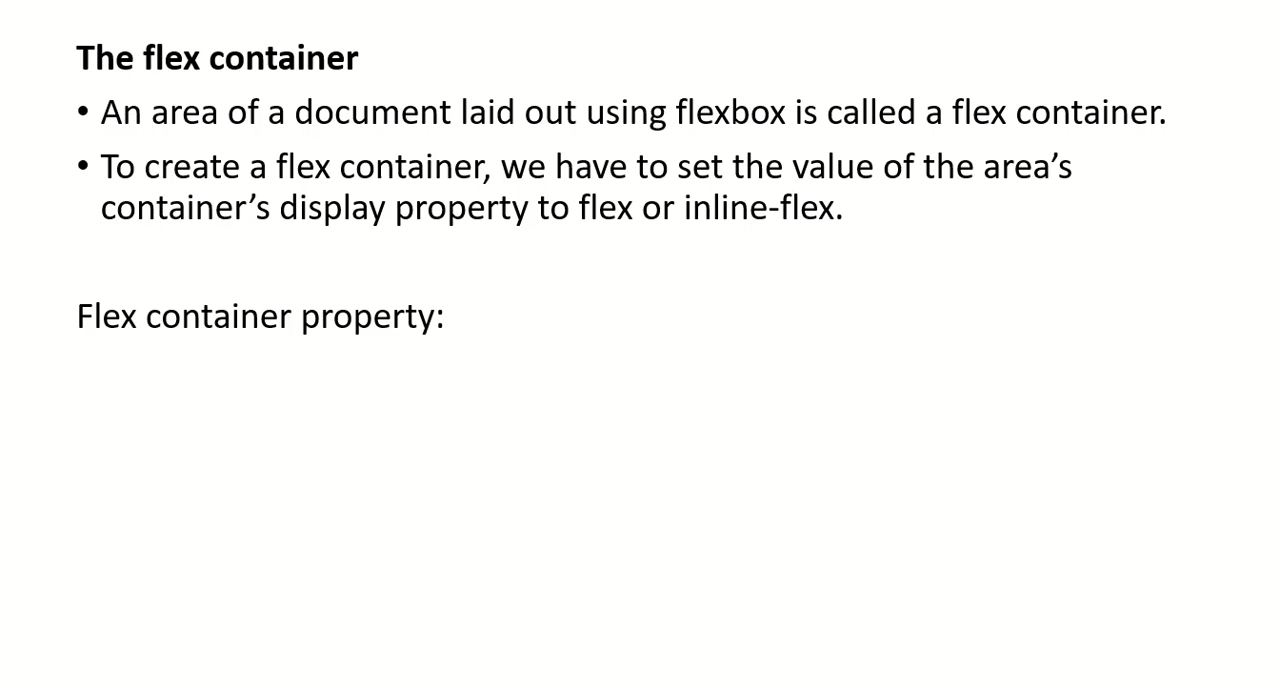 The flex container
• An area of a document laid out using flexbox is called a flex container.
• To create a flex container, we have to set the value of the area’s
container’s display property to flex or inline-flex.
Flex container property: